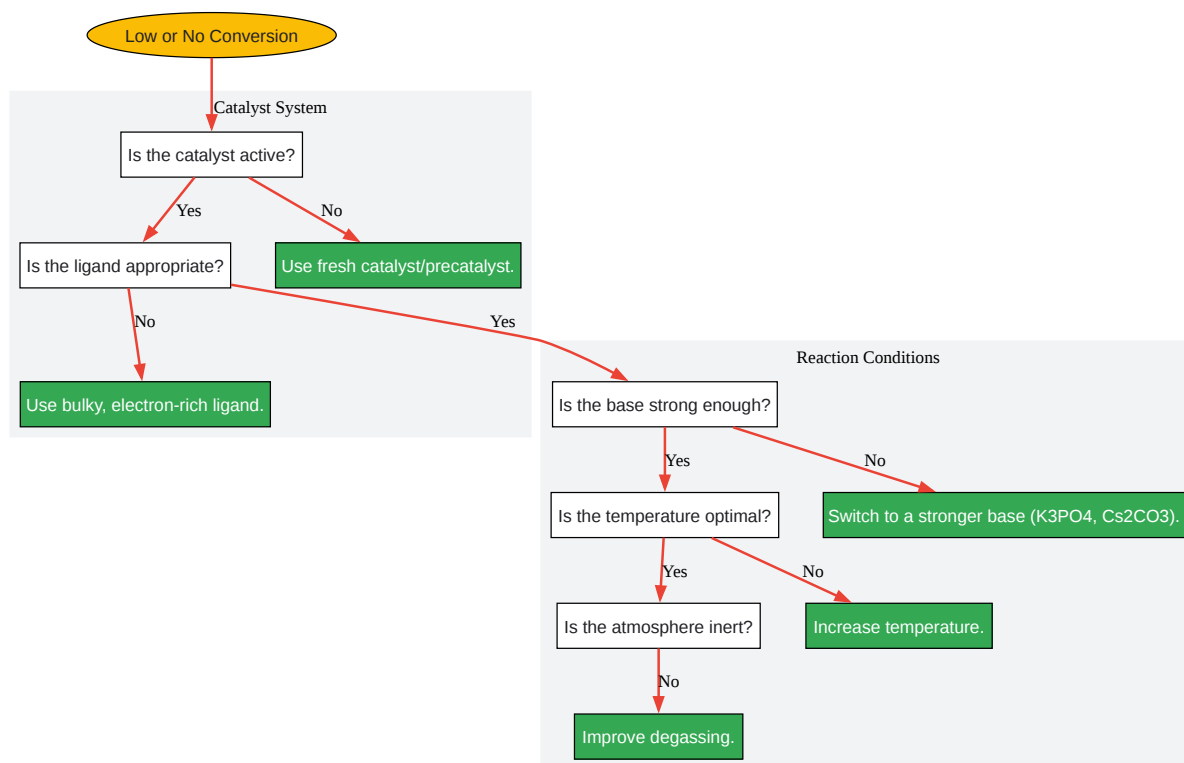 Low or No Conversion
Catalyst System
Is the catalyst active?
Yes
No
Is the ligand appropriate?
Use fresh catalyst/precatalyst.
No
Yes
Reaction Conditions
Use bulky, electron-rich ligand.
Is the base strong enough?
Yes
No
Is the temperature optimal?
Switch to a stronger base (K3PO4, Cs2CO3).
Yes
No
Is the atmosphere inert?
Increase temperature.
No
Improve degassing.